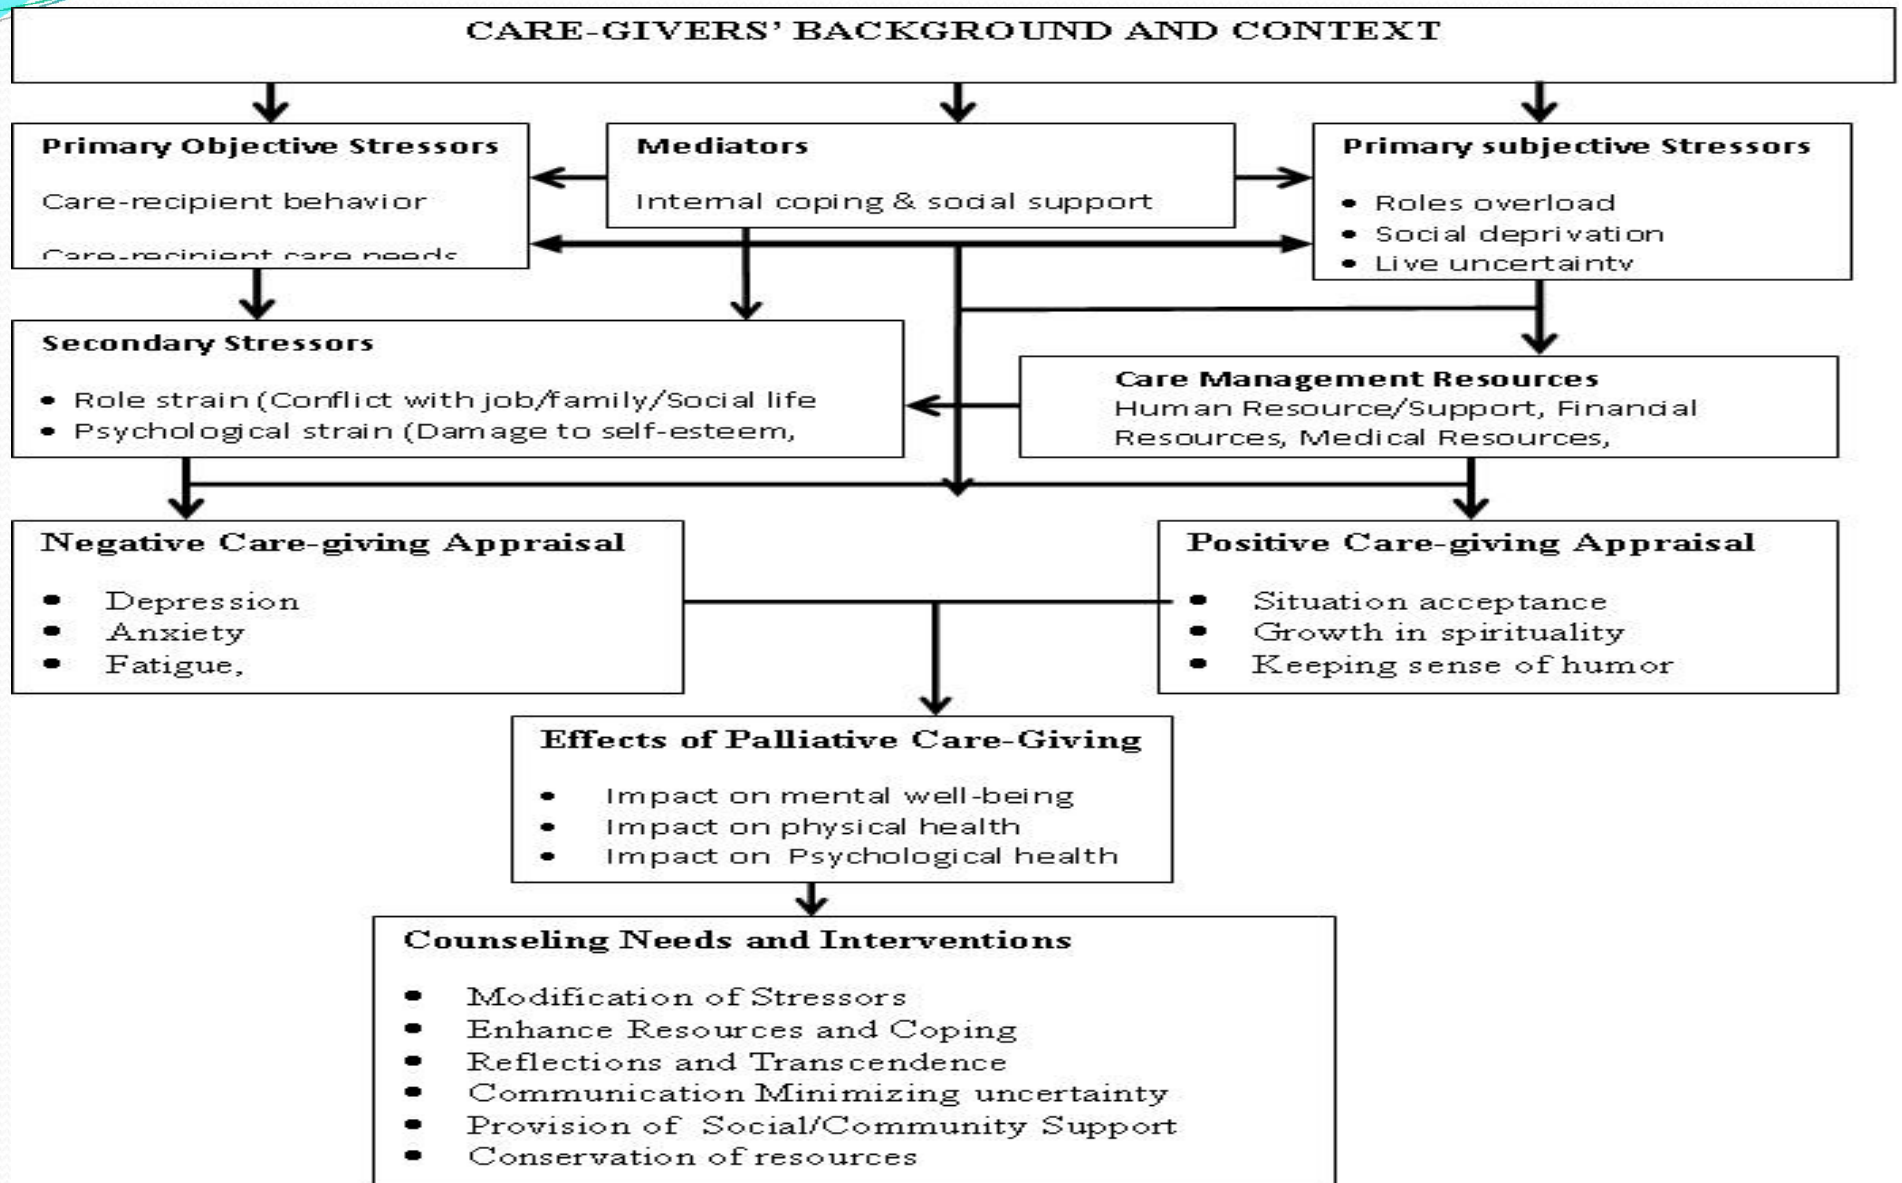 CARE-GIVERS' BACKGROUND AND CONTEXT
Primary Objective Stressors
Care-recipient behavior
Care-recipient care needs
Mediators
Internal coping & social support
Primary subjective Stressors
• Roles overload
• Social deprivation
• Live uncertainty
Secondary Stressors
• Role strain (Conflict with job/family/Social life
• Psychological strain (Damage to self-esteem,
Care Management Resources
Human Resource/Support, Financial
Resources, Medical Resources,
Negative Care-giving Appraisal
• Depression
• Anxiety
• Fatigue,
Positive Care-giving Appraisal
• Situation acceptance
• Growth in spirituality
• Keeping sense of humor
Effects of Palliative Care-Giving
• Impact on mental well-being
• Impact on physical health
• Impact on Psychological health
Counseling Needs and Interventions
• Modification of Stressors
• Enhance Resources and Coping
• Reflections and Transcendence
• Communication Minimizing uncertainty
• Provision of Social/Community Support
• Conservation of resources